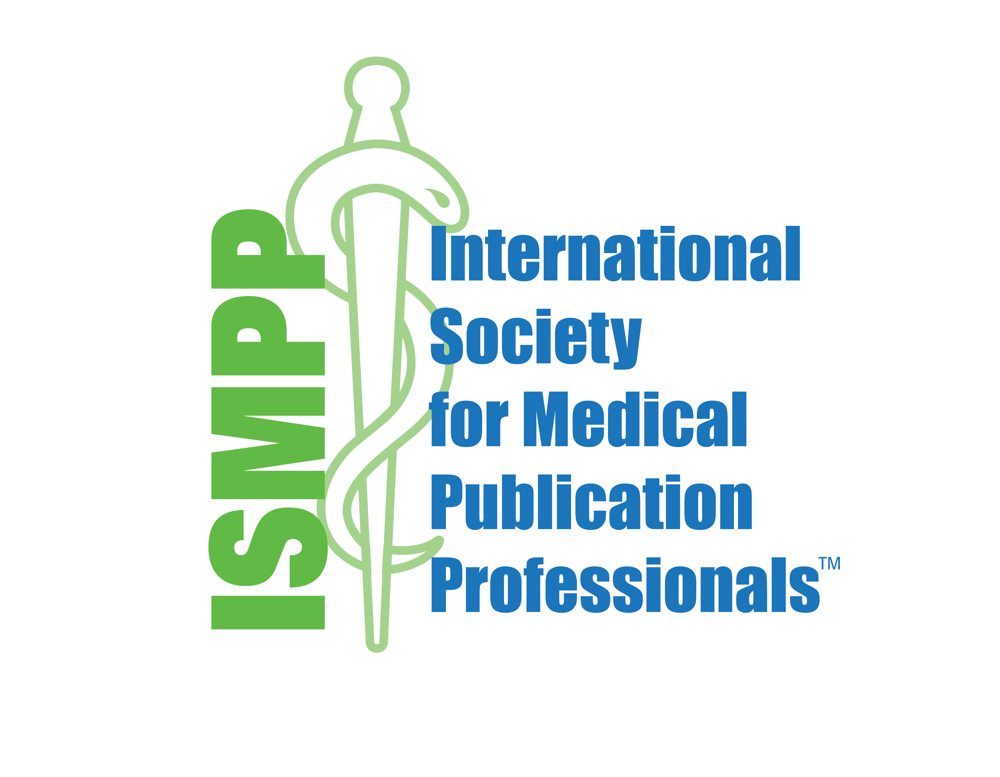 ISMPP
International
Society
for Medical
Publication
Professionals™